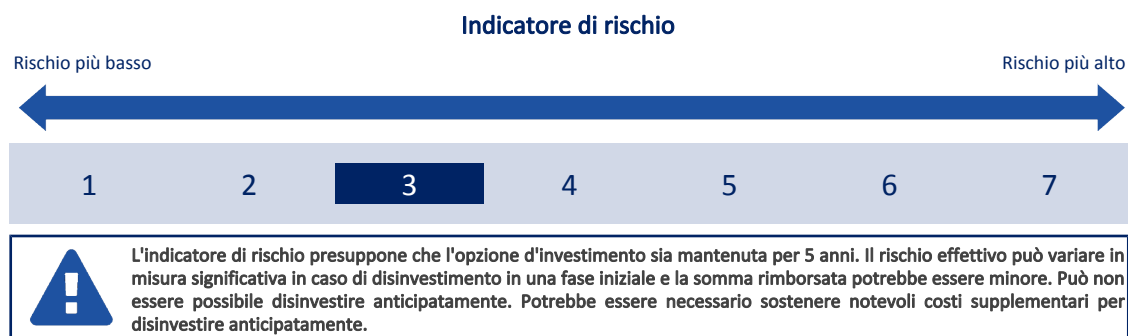 Indicatore di rischio
Rischio più basso
Rischio più alto
1 2 3 4 5 6 7
L'indicatore di rischio presuppone che l'opzione d'investimento sia mantenuta per 5 anni. Il rischio effettivo può variare in
misura significativa in caso di disinvestimento in una fase iniziale e la somma rimborsata potrebbe essere minore. Può non
essere possibile disinvestire anticipatamente. Potrebbe essere necessario sostenere notevoli costi supplementari per
disinvestire anticipatamente.